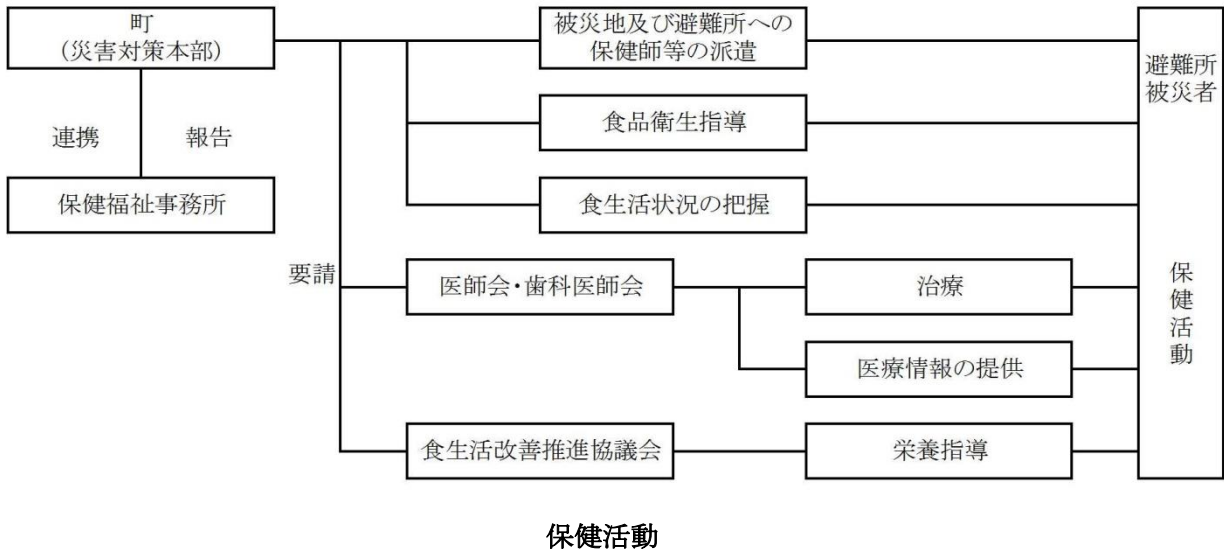 町
（災害対策本部）
被災地及び避難所への
保健師等の派遣
避難所
被災者
食品衛生指導
連携
報告
保健福祉事務所
食生活状況の把握
要請
医師会・歯科医師会
治療
保健活動
医療情報の提供
食生活改善推進協議会
栄養指導
保健活動